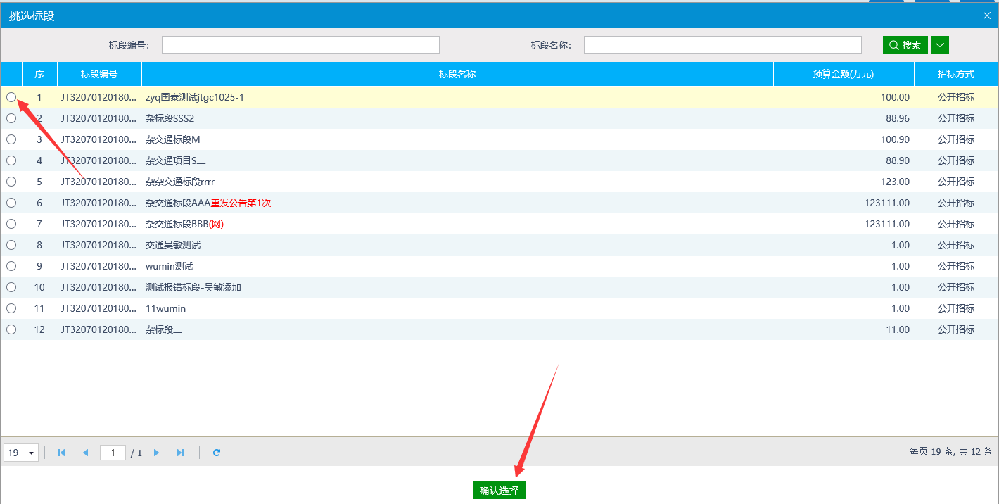 挑选标段
标段编号： 标段名称： 搜索
序 标段编号 标段名称 预算金额(万元) 招标方式
1 JT32070120180... zyq国泰测试jtgc1025-1 100.00 公开招标
2 JT32070120180... 杂标段SSS2 88.96 公开招标
3 JT32070120180... 杂交通标段M 100.90 公开招标
4 JT32070120180... 杂交通项目S二 88.90 公开招标
5 JT32070120180... 杂杂交通标段rrrr 123.00 公开招标
6 JT32070120180... 杂交通标段AAA重发公告第1次 123111.00 公开招标
7 JT32070120180... 杂交通标段BBB(网) 123111.00 公开招标
8 JT32070120180... 交通吴敏测试 1.00 公开招标
9 JT32070120180... wumin测试 1.00 公开招标
10 JT32070120180... 测试报错标段-吴敏添加 1.00 公开招标
11 JT32070120180... 11wumin 1.00 公开招标
12 JT32070120180... 杂标段二 11.00 公开招标
19 1 / 1 每页 19 条, 共 12 条
确认选择